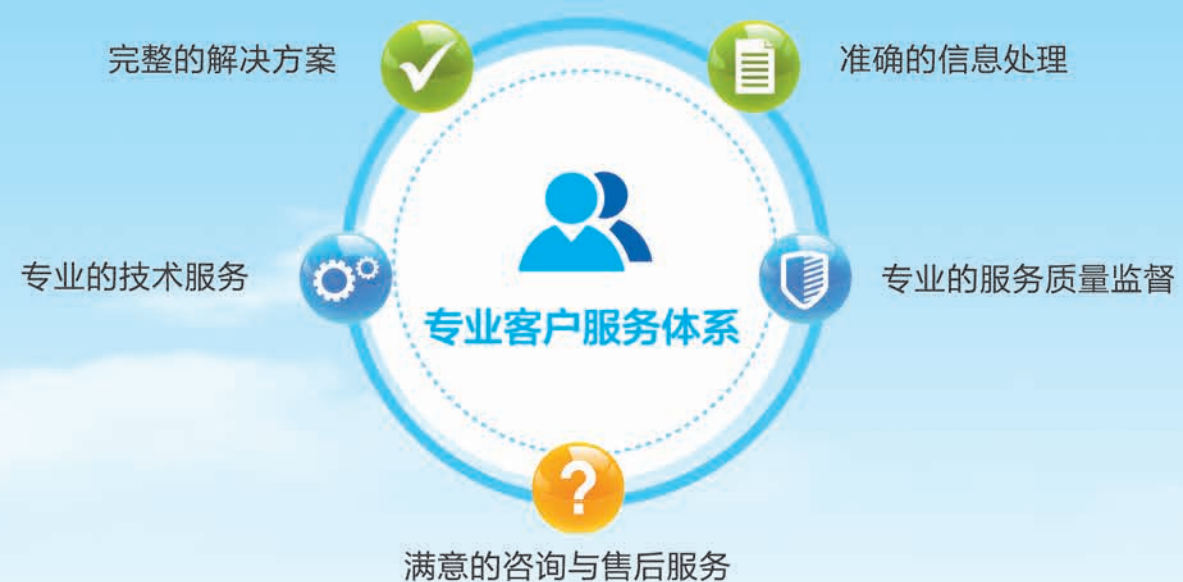 完整的解决方案
准确的信息处理
专业的技术服务
专业客户服务体系
专业的服务质量监督
满意的咨询与售后服务